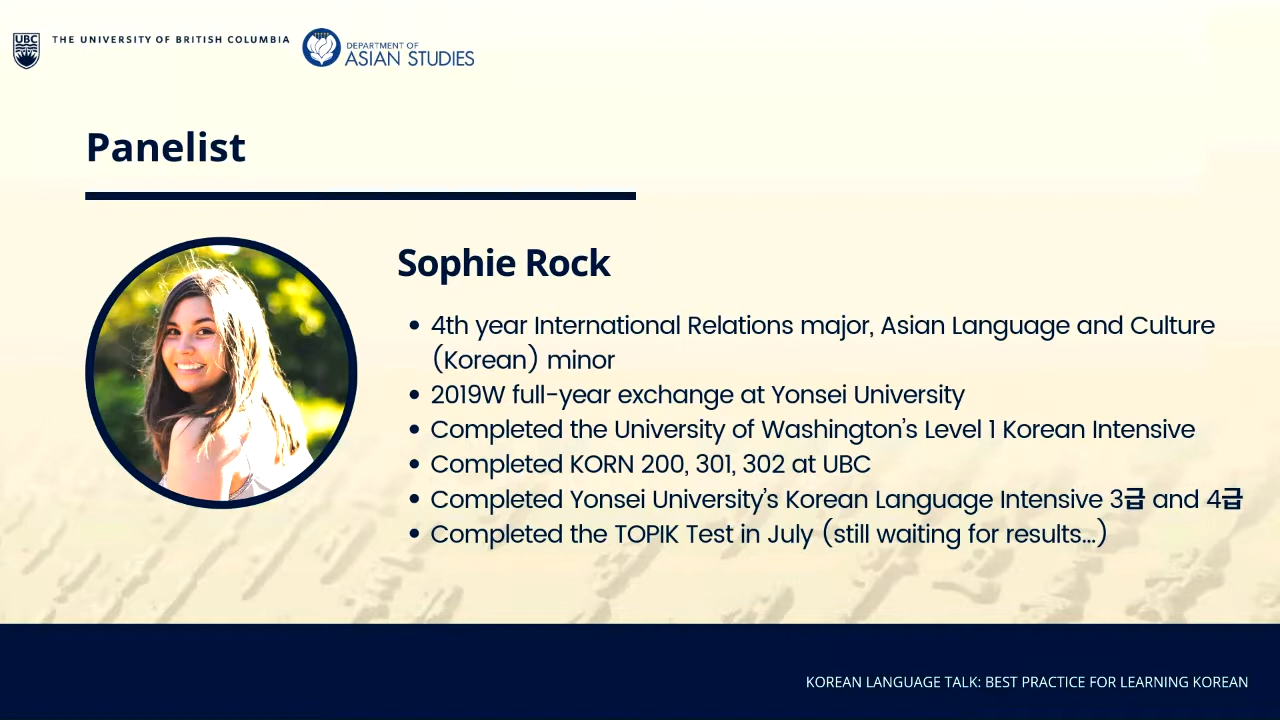 UBC
THE UNIVERSITY OF BRITISH COLUMBIA
DEPARTMENT OF
ASIAN STUDIES
Panelist
Sophie Rock
• 4th year International Relations major, Asian Language and Culture
(Korean) minor
• 2019W full-year exchange at Yonsei University
• Completed the University of Washington's Level 1 Korean Intensive
• Completed KORN 200, 301, 302 at UBC
• Completed Yonsei University's Korean Language Intensive 3급 and 4급
• Completed the TOPIK Test in July (still waiting for results...)
KOREAN LANGUAGE TALK: BEST PRACTICE FOR LEARNING KOREAN